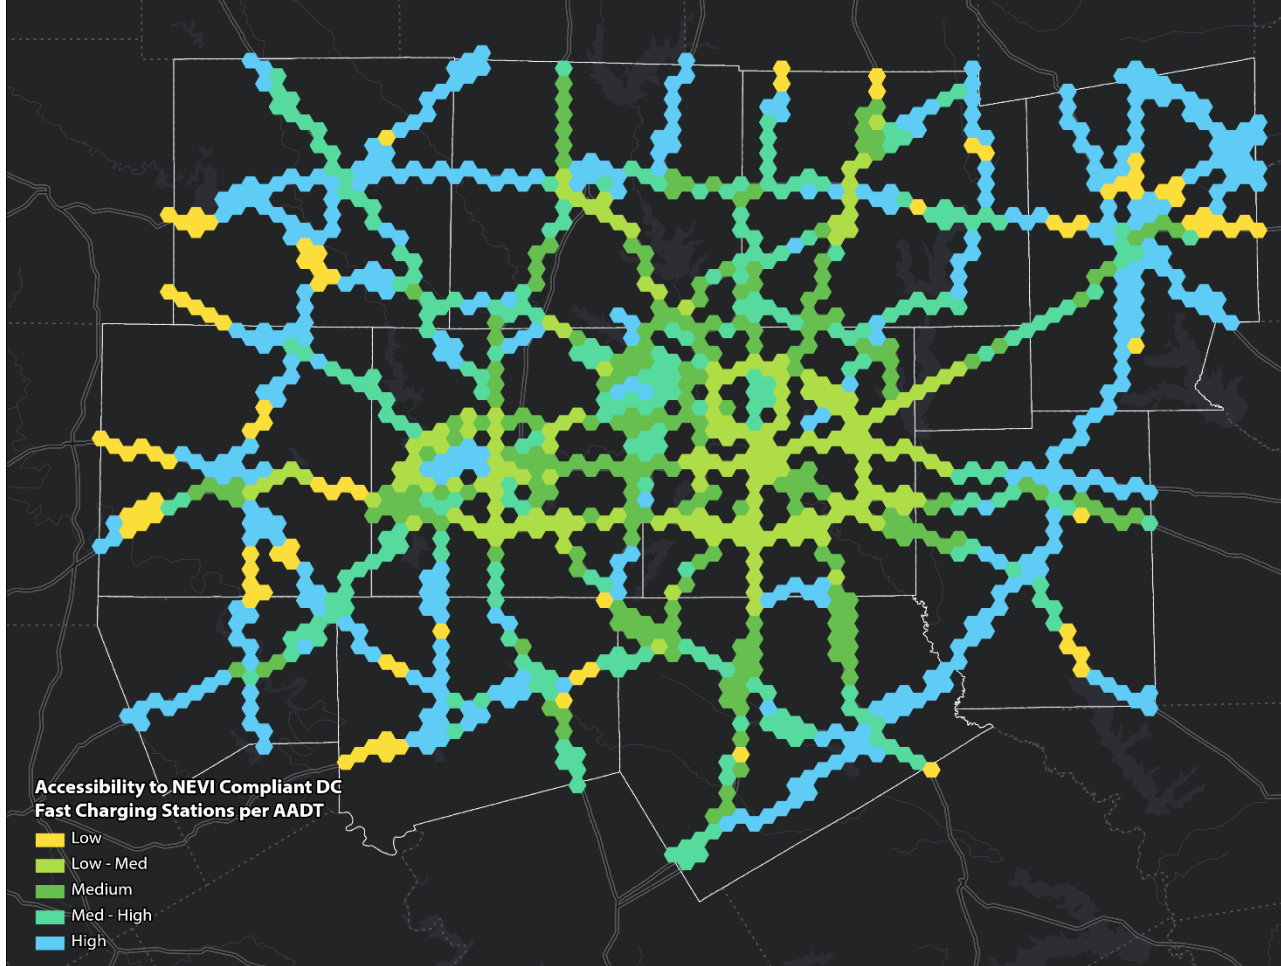 Accessibility to NEVI Compliant DC
Fast Charging Stations per AADT
Low
Low - Med
Medium
Med - High
High